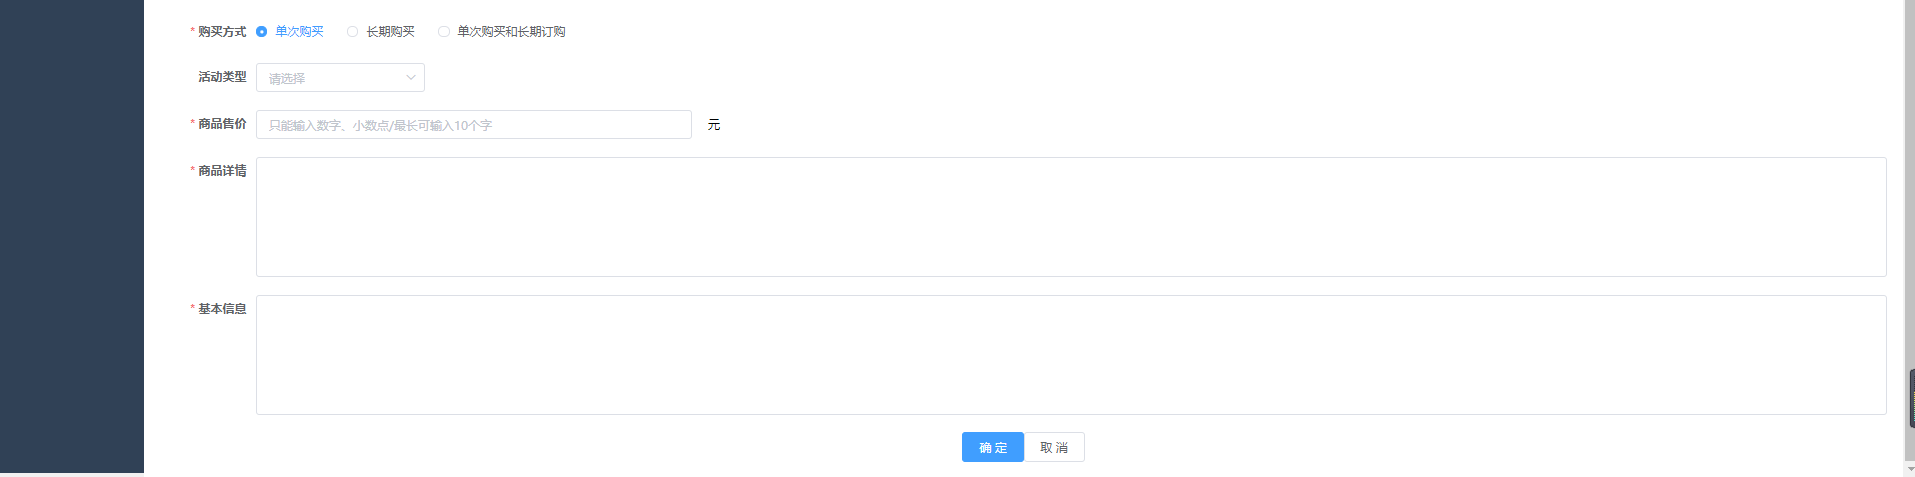 * 购买方式 单次购买 长期购买 单次购买和长期订购
活动类型 请选择
* 商品售价 只能输入数字、小数点/最长可输入10个字 元
* 商品详情
* 基本信息
确 定 取 消